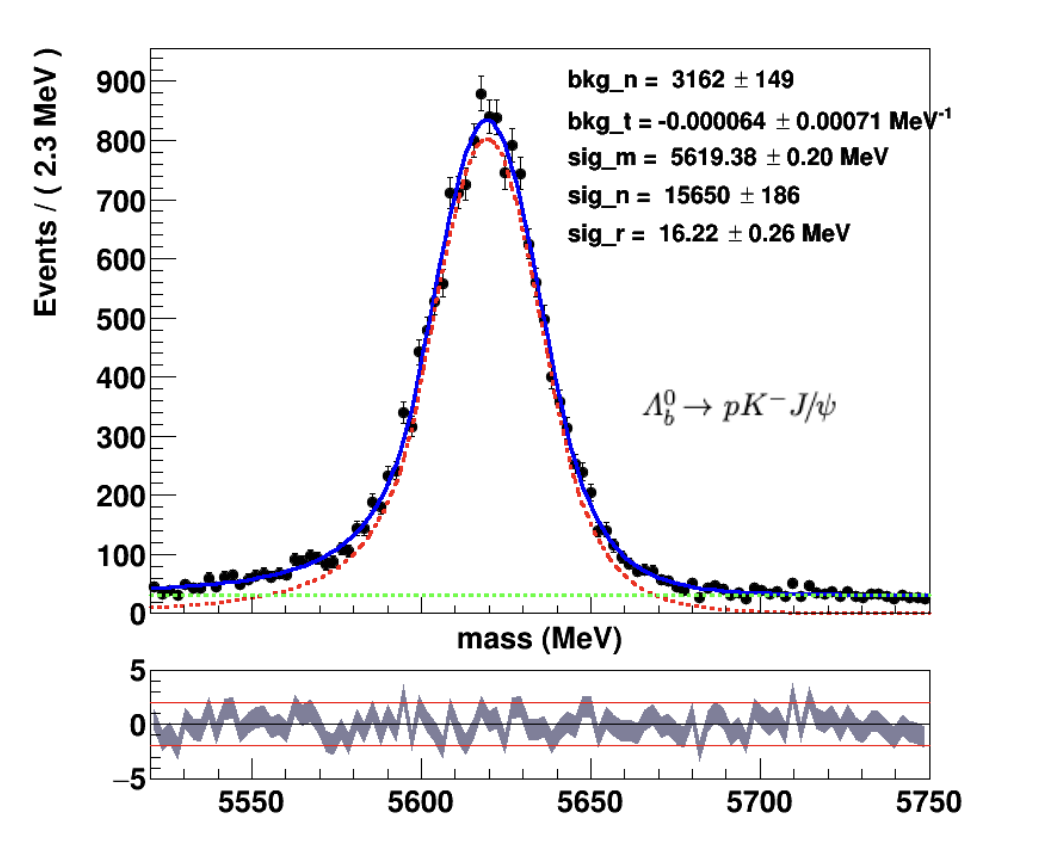 Events / ( 2.3 MeV )
900
800
700
600
500
400
300
200
100
0
bkg_n = 3162 ± 149
bkg_t = -0.000064 ± 0.00071 MeV⁻¹
sig_m = 5619.38 ± 0.20 MeV
sig_n = 15650 ± 186
sig_r = 16.22 ± 0.26 MeV
Λ⁰_b → pK⁻J/ψ
mass (MeV)
5
0
−5
5550 5600 5650 5700 5750